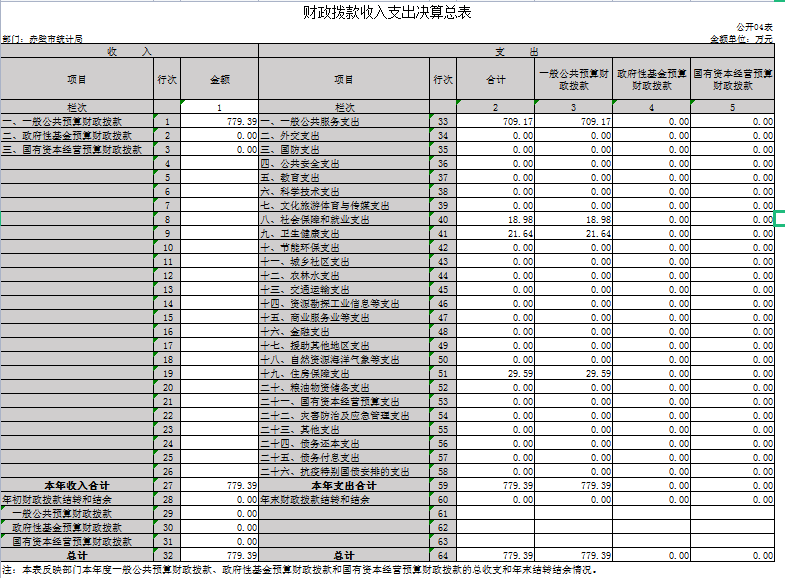 财政拨款收入支出决算总表
公开04表
部门：赤壁市统计局 金额单位：万元
收 入 支 出
项目 行次 金额 项目 行次 合计 一般公共预算财政拨款 政府性基金预算财政拨款 国有资本经营预算财政拨款
栏次 1 栏次 2 3 4 5
一、一般公共预算财政拨款 1 779.39 一、一般公共服务支出 33 709.17 709.17 0.00 0.00
二、政府性基金预算财政拨款 2 0.00 二、外交支出 34 0.00 0.00 0.00 0.00
三、国有资本经营预算财政拨款 3 0.00 三、国防支出 35 0.00 0.00 0.00 0.00
4 四、公共安全支出 36 0.00 0.00 0.00 0.00
5 五、教育支出 37 0.00 0.00 0.00 0.00
6 六、科学技术支出 38 0.00 0.00 0.00 0.00
7 七、文化旅游体育与传媒支出 39 0.00 0.00 0.00 0.00
8 八、社会保障和就业支出 40 18.98 18.98 0.00 0.00
9 九、卫生健康支出 41 21.64 21.64 0.00 0.00
10 十、节能环保支出 42 0.00 0.00 0.00 0.00
11 十一、城乡社区支出 43 0.00 0.00 0.00 0.00
12 十二、农林水支出 44 0.00 0.00 0.00 0.00
13 十三、交通运输支出 45 0.00 0.00 0.00 0.00
14 十四、资源勘探工业信息等支出 46 0.00 0.00 0.00 0.00
15 十五、商业服务业等支出 47 0.00 0.00 0.00 0.00
16 十六、金融支出 48 0.00 0.00 0.00 0.00
17 十七、援助其他地区支出 49 0.00 0.00 0.00 0.00
18 十八、自然资源海洋气象等支出 50 0.00 0.00 0.00 0.00
19 十九、住房保障支出 51 29.59 29.59 0.00 0.00
20 二十、粮油物资储备支出 52 0.00 0.00 0.00 0.00
21 二十一、国有资本经营预算支出 53 0.00 0.00 0.00 0.00
22 二十二、灾害防治及应急管理支出 54 0.00 0.00 0.00 0.00
23 二十三、其他支出 55 0.00 0.00 0.00 0.00
24 二十四、债务还本支出 56 0.00 0.00 0.00 0.00
25 二十五、债务付息支出 57 0.00 0.00 0.00 0.00
26 二十六、抗疫特别国债安排的支出 58 0.00 0.00 0.00 0.00
本年收入合计 27 779.39 本年支出合计 59 779.39 779.39 0.00 0.00
年初财政拨款结转和结余 28 0.00 年末财政拨款结转和结余 60 0.00 0.00 0.00 0.00
一般公共预算财政拨款 29 0.00 61
政府性基金预算财政拨款 30 0.00 62
国有资本经营预算财政拨款 31 0.00 63
总计 32 779.39 总计 64 779.39 779.39 0.00 0.00
注：本表反映部门本年度一般公共预算财政拨款、政府性基金预算财政拨款和国有资本经营预算财政拨款的总收支和年末结转结余情况。